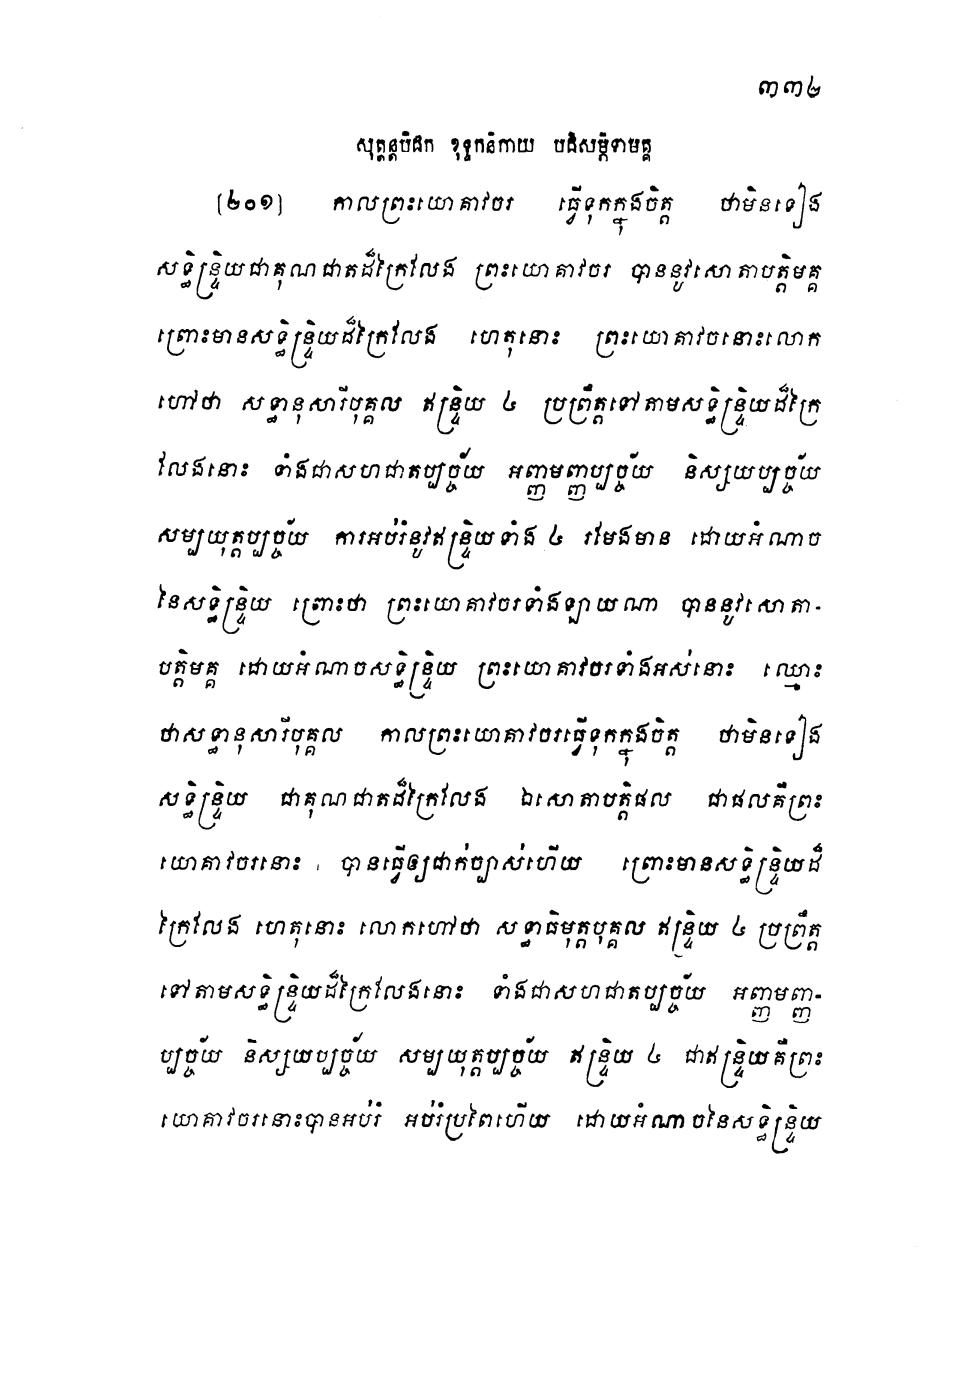 ៣៣៤
សុត្តន្តបិដក ខុទ្ទកនិកាយ បដិសម្ភិទាមគ្គ
[២០១] កាលព្រះយោគាវចរ ធ្វើទុកក្នុងចិត្ត ថាមិនទៀង
សទ្ធិន្ទ្រិយជាគុណជាតដ៏ក្រៃលែង ព្រះយោគាវចរ បាននូវសោតាបត្តិមគ្គ
ព្រោះមានសទ្ធិន្ទ្រិយដ៏ក្រៃលែង ហេតុនោះ ព្រះយោគាវចរនោះលោក
ហៅថា សទ្ធានុសារីបុគ្គល ឥន្ទ្រិយ ៤ ប្រព្រឹត្តទៅតាមសទ្ធិន្ទ្រិយដ៏ក្រៃ
លែងនោះ ទាំងជាសហជាតប្បច្ច័យ អញ្ញមញ្ញប្បច្ច័យ និស្សយប្បច្ច័យ
សម្បយុត្តប្បច្ច័យ ការអប់រំនូវឥន្ទ្រិយទាំង ៤ រមែងមាន ដោយអំណាច
នៃសទ្ធិន្ទ្រិយ ព្រោះថា ព្រះយោគាវចរទាំងឡាយណា បាននូវសោតា-
បត្តិមគ្គ ដោយអំណាចសទ្ធិន្ទ្រិយ ព្រះយោគាវចរទាំងអស់នោះ ឈ្មោះ
ថាសទ្ធានុសារីបុគ្គល កាលព្រះយោគាវចរធ្វើទុកក្នុងចិត្ត ថាមិនទៀង
សទ្ធិន្ទ្រិយ ជាគុណជាតដ៏ក្រៃលែង ឯសោតាបត្តិផល ជាផលគឺព្រះ
យោគាវចរនោះ បានធ្វើឲ្យជាក់ច្បាស់ហើយ ព្រោះមានសទ្ធិន្ទ្រិយដ៏
ក្រៃលែង ហេតុនោះ លោកហៅថា សទ្ធាធិមុត្តបុគ្គល ឥន្ទ្រិយ ៤ ប្រព្រឹត្ត
ទៅតាមសទ្ធិន្ទ្រិយដ៏ក្រៃលែងនោះ ទាំងជាសហជាតប្បច្ច័យ អញ្ញមញ្ញ-
ប្បច្ច័យ និស្សយប្បច្ច័យ សម្បយុត្តប្បច្ច័យ ឥន្ទ្រិយ ៤ ជាឥន្ទ្រិយគឺព្រះ
យោគាវចរនោះបានអប់រំ អប់រំប្រពៃហើយ ដោយអំណាចនៃសទ្ធិន្ទ្រិយ